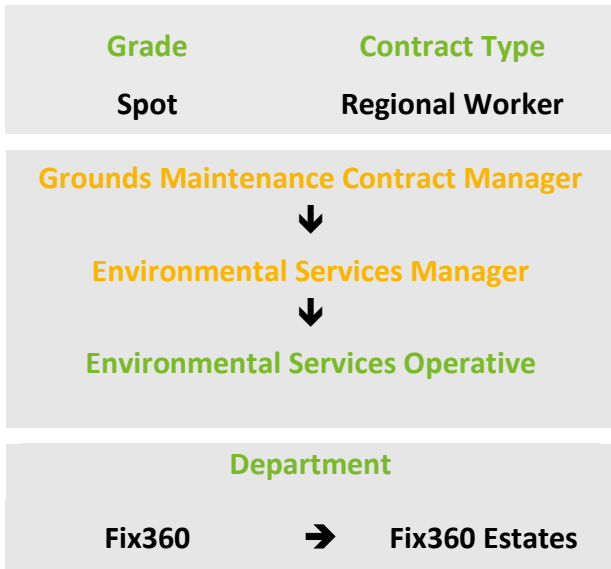 Grade Contract Type
Spot Regional Worker
Grounds Maintenance Contract Manager
↓
Environmental Services Manager
↓
Environmental Services Operative
Department
Fix360 → Fix360 Estates